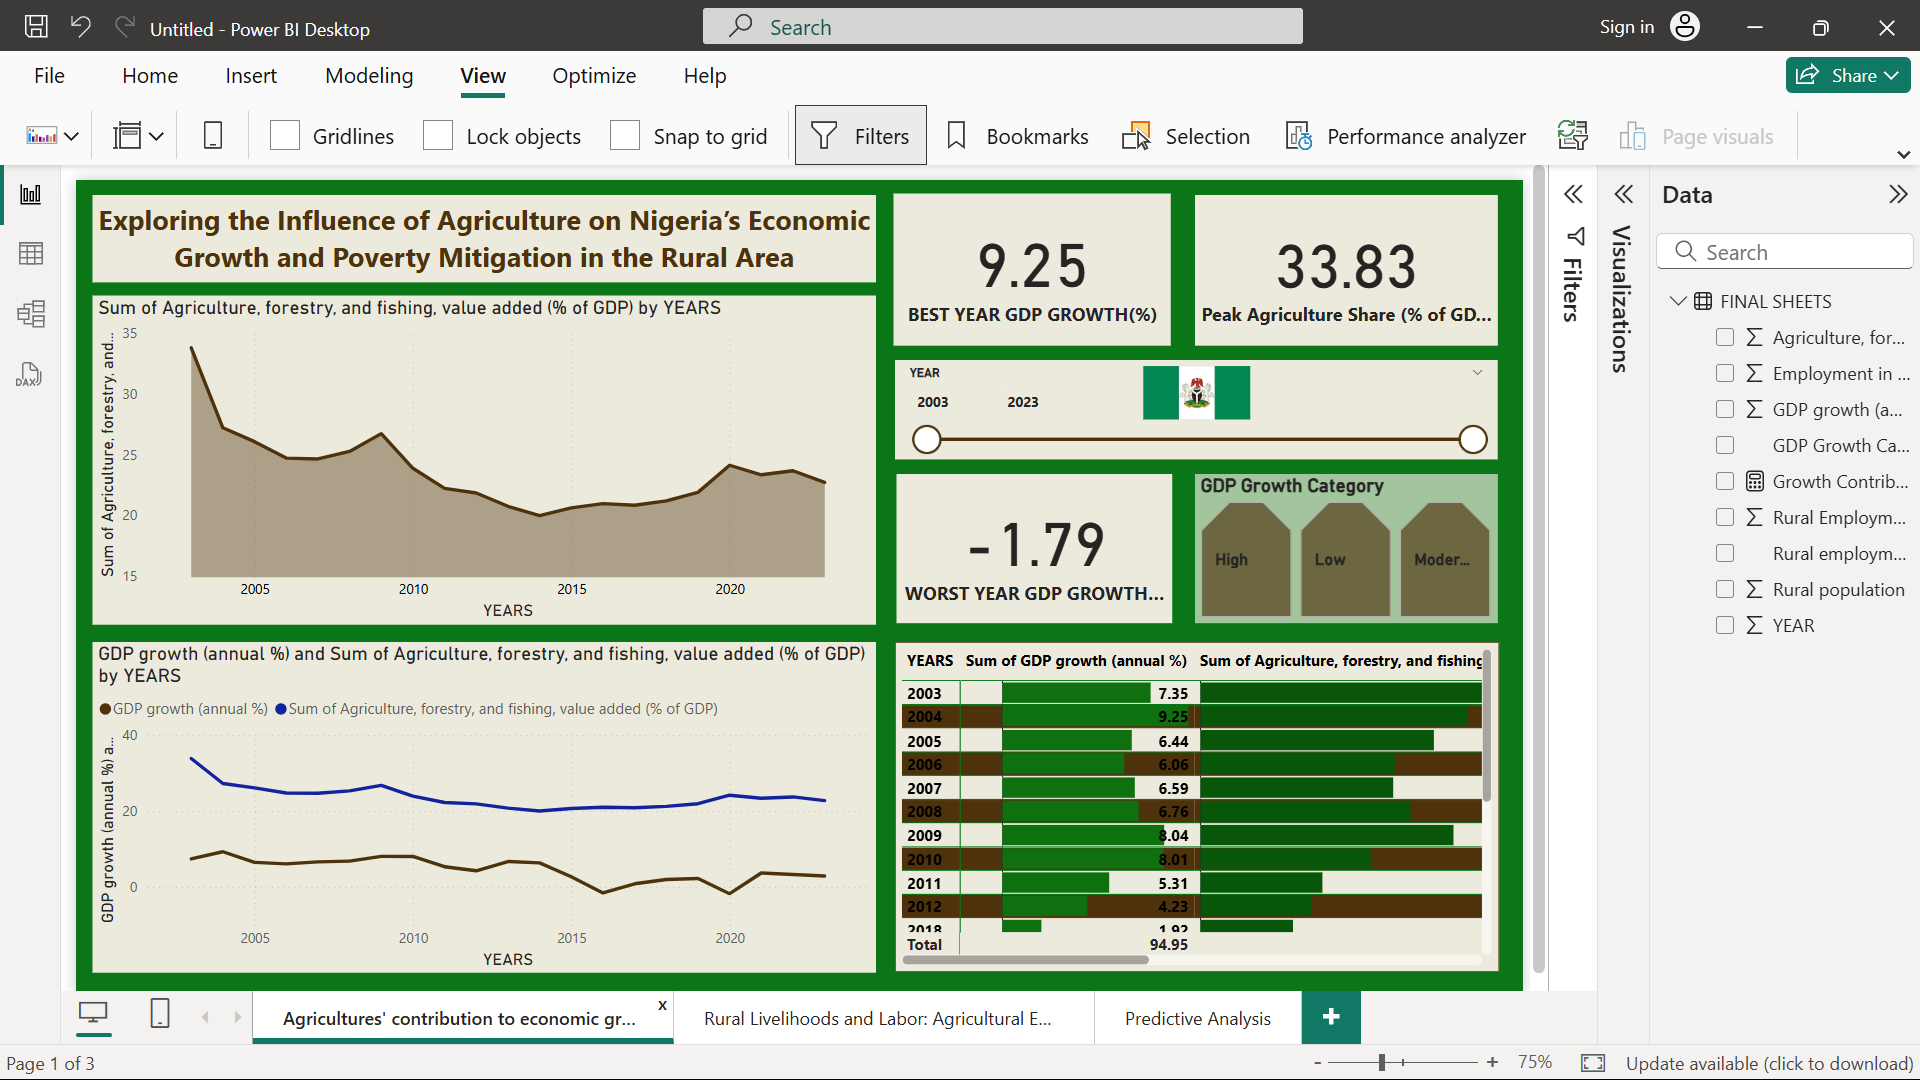 Untitled - Power BI Desktop
Search
Sign in
File Home Insert Modeling View Optimize Help
Share
Gridlines Lock objects Snap to grid Filters Bookmarks Selection Performance analyzer Page visuals
Exploring the Influence of Agriculture on Nigeria’s Economic
Growth and Poverty Mitigation in the Rural Area
Sum of Agriculture, forestry, and fishing, value added (% of GDP) by YEARS
Sum of Agriculture, forestry, and...
35
30
25
20
15
2005 2010 2015 2020
YEARS
9.25
BEST YEAR GDP GROWTH(%)
33.83
Peak Agriculture Share (% of GD...
YEAR
2003 2023
-1.79
WORST YEAR GDP GROWTH...
GDP Growth Category
High Low Moder...
GDP growth (annual %) and Sum of Agriculture, forestry, and fishing, value added (% of GDP)
by YEARS
GDP growth (annual %) Sum of Agriculture, forestry, and fishing, value added (% of GDP)
GDP growth (annual %) a...
40
20
0
2005 2010 2015 2020
YEARS
YEARS Sum of GDP growth (annual %) Sum of Agriculture, forestry, and fishing
2003 7.35
2004 9.25
2005 6.44
2006 6.06
2007 6.59
2008 6.76
2009 8.04
2010 8.01
2011 5.31
2012 4.23
2018 1.92
Total 94.95
Filters
Visualizations
Data
Search
FINAL SHEETS
Agriculture, for...
Employment in ...
GDP growth (a...
GDP Growth Ca...
Growth Contrib...
Rural Employm...
Rural employm...
Rural population
YEAR
DAX
Agricultures' contribution to economic gr... x
Rural Livelihoods and Labor: Agricultural E...
Predictive Analysis
+
Page 1 of 3
- + 75%
Update available (click to download)